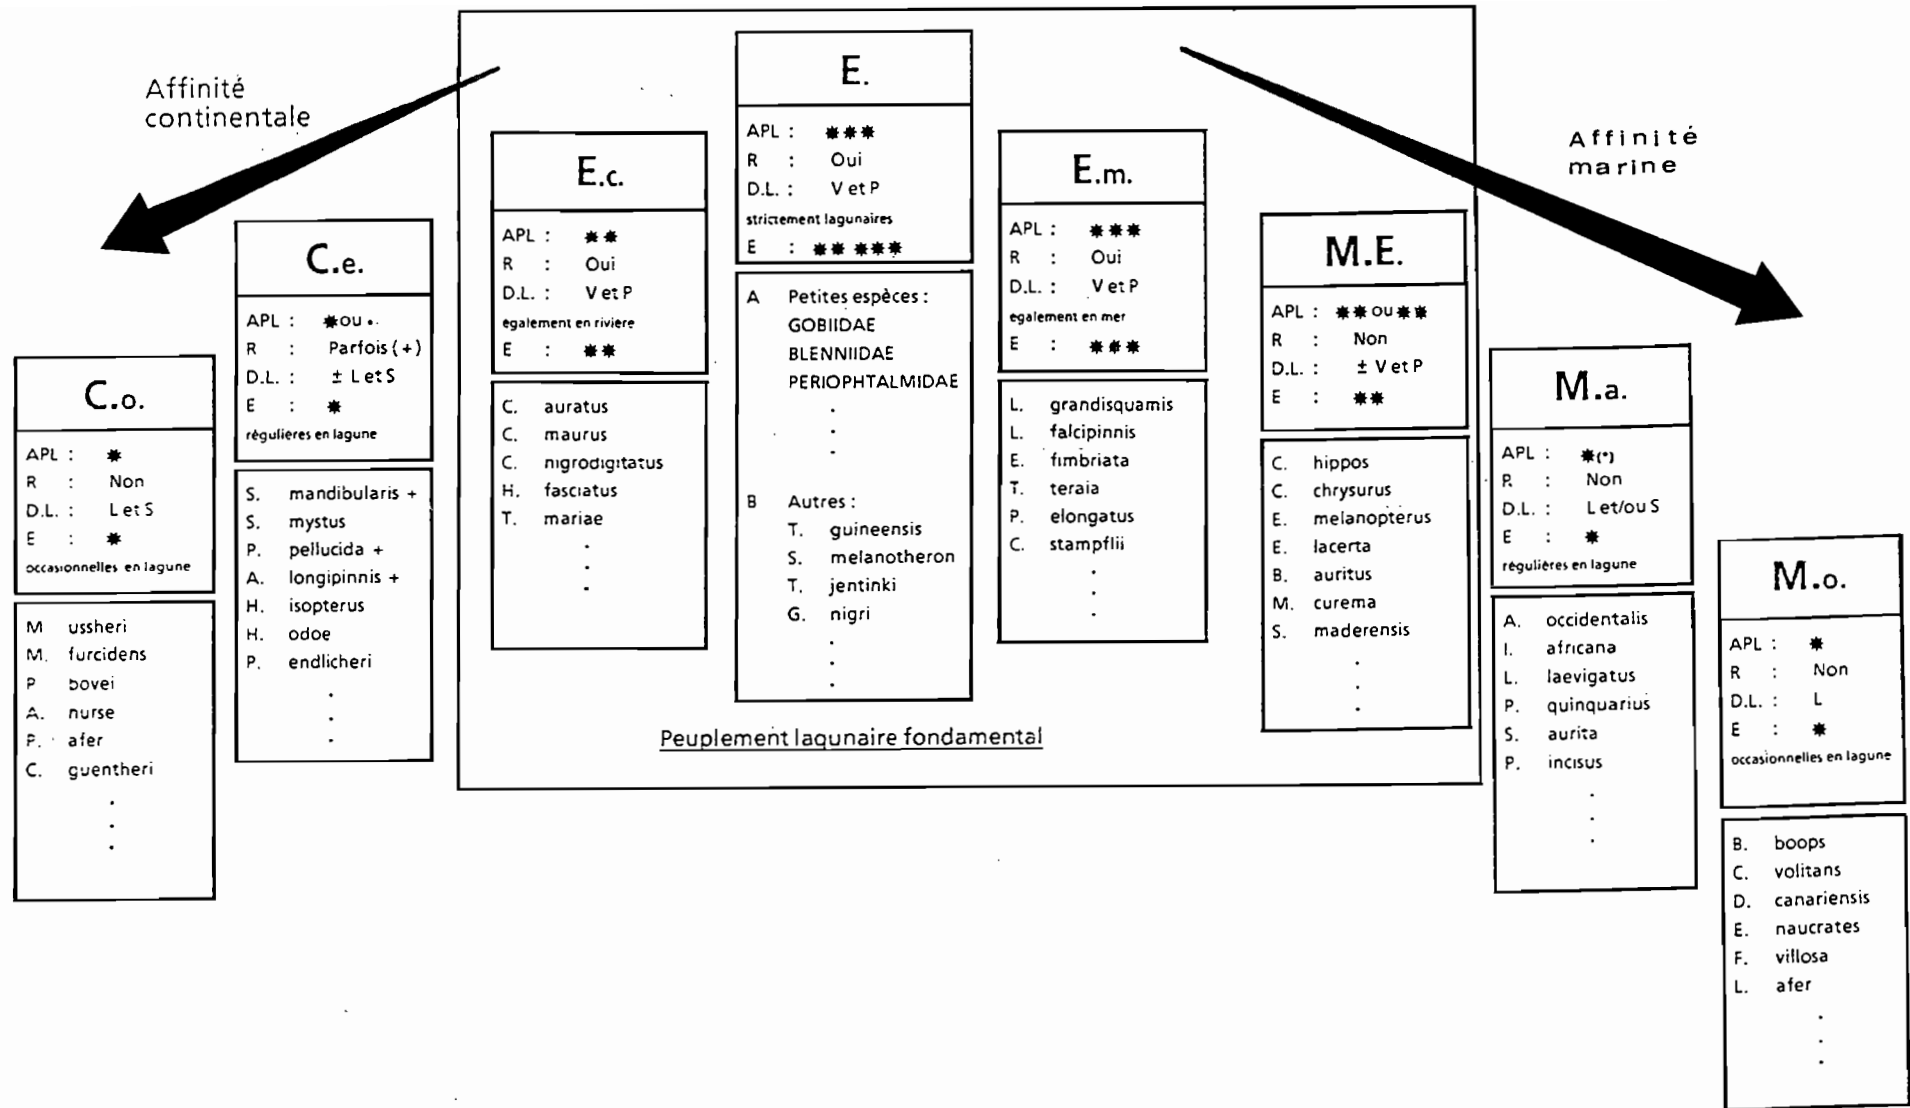 Affinité
continentale
Affinité
marine
C.o.
APL : ✱
R : Non
D.L. : L et S
E : ✱
occasionnelles en lagune
M ussheri
M. furcidens
P bovei
A. nurse
P. afer
C. guentheri
.
.
.
C.e.
APL : ✱ ou •
R : Parfois (+)
D.L. : ± L et S
E : ✱
régulières en lagune
S. mandibularis +
S. mystus
P. pellucida +
A. longipinnis +
H. isopterus
H. odoe
P. endlicheri
.
.
.
E.c.
APL : ✱✱
R : Oui
D.L. : V et P
egalement en riviere
E : ✱✱
C. auratus
C. maurus
C. nigrodigitatus
H. fasciatus
T. mariae
.
.
.
E.
APL : ✱✱✱
R : Oui
D.L. : V et P
strictement lagunaires
E : ✱✱ ✱✱✱
A Petites espèces :
GOBIIDAE
BLENNIIDAE
PERIOPHTALMIDAE
.
.
.
B Autres :
T. guineensis
S. melanotheron
T. jentinki
G. nigri
.
.
.
E.m.
APL : ✱✱✱
R : Oui
D.L. : V et P
egalement en mer
E : ✱✱✱
L. grandisquamis
L. falcipinnis
E. fimbriata
T. teraia
P. elongatus
C. stampflii
.
.
.
M.E.
APL : ✱✱ ou ✱✱
R : Non
D.L. : ± V et P
E : ✱✱
C. hippos
C. chrysurus
E. melanopterus
E. lacerta
B. auritus
M. curema
S. maderensis
.
.
.
Peuplement lagunaire fondamental
M.a.
APL : ✱(*)
R : Non
D.L. : L et/ou S
E : ✱
régulières en lagune
A. occidentalis
I. africana
L. laevigatus
P. quinquarius
S. aurita
P. incisus
.
.
.
M.o.
APL : ✱
R : Non
D.L. : L
E : ✱
occasionnelles en lagune
B. boops
C. volitans
D. canariensis
E. naucrates
F. villosa
L. afer
.
.
.